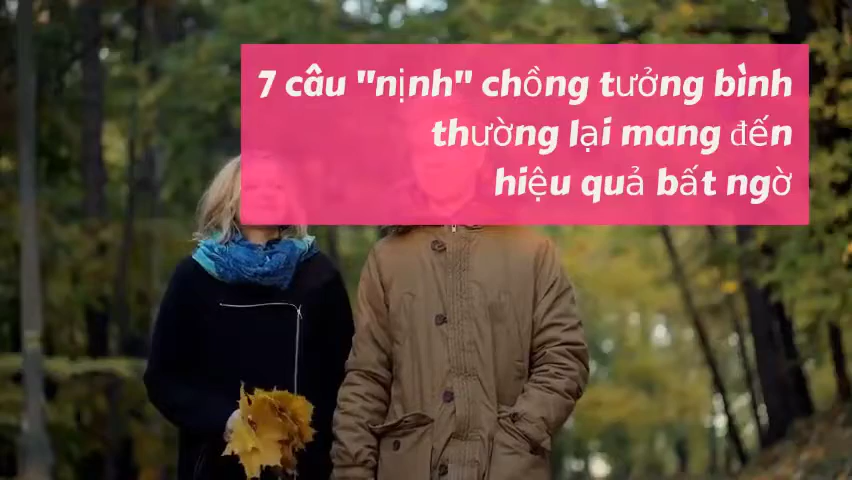 7 câu "nịnh" chồng tưởng bình
thường lại mang đến
hiệu quả bất ngờ